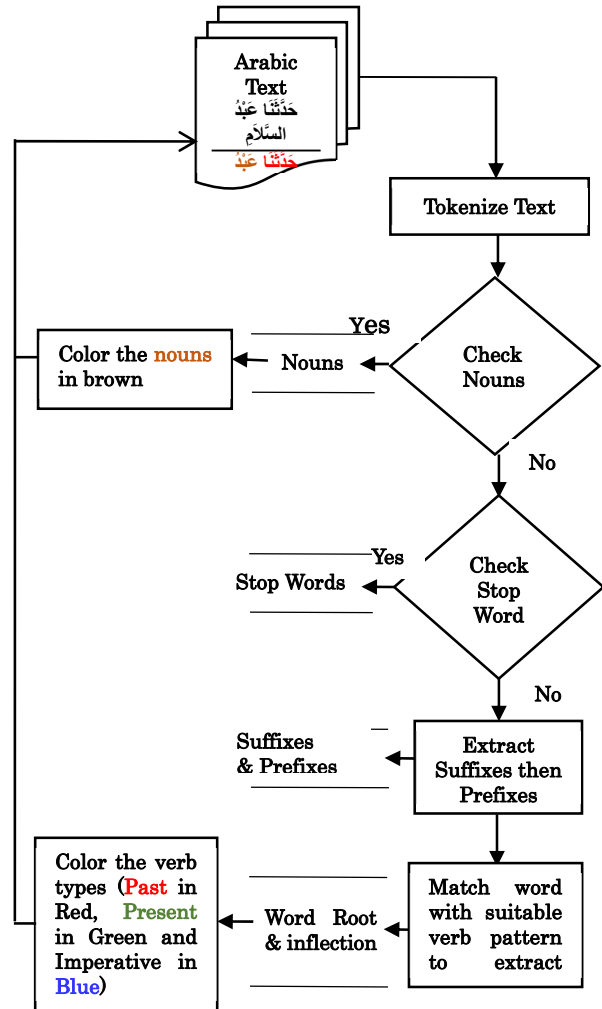 Arabic
Text
حَدَّثَنَا عَبْدُ
السَّلَامِ
حَدَّثَنَا عَبْدُ
Tokenize Text
Check
Nouns
Yes
Nouns
Color the nouns
in brown
No
Check
Stop
Word
Yes
Stop Words
No
Extract
Suffixes then
Prefixes
Suffixes
& Prefixes
Match word
with suitable
verb pattern
to extract
Word Root
& inflection
Color the verb
types (Past in
Red, Present
in Green and
Imperative in
Blue)